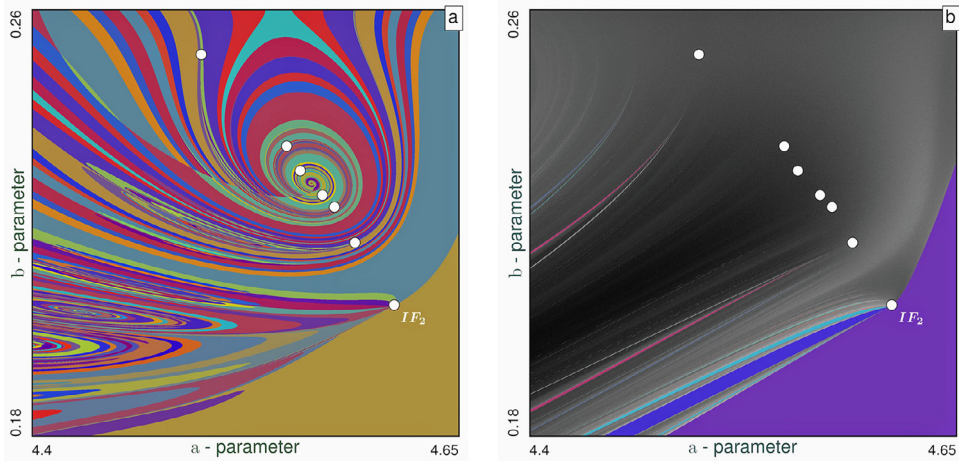 a
0.26
b - parameter
IF₂
0.18
4.4
a - parameter
4.65
b
0.26
b - parameter
IF₂
0.18
4.4
a - parameter
4.65